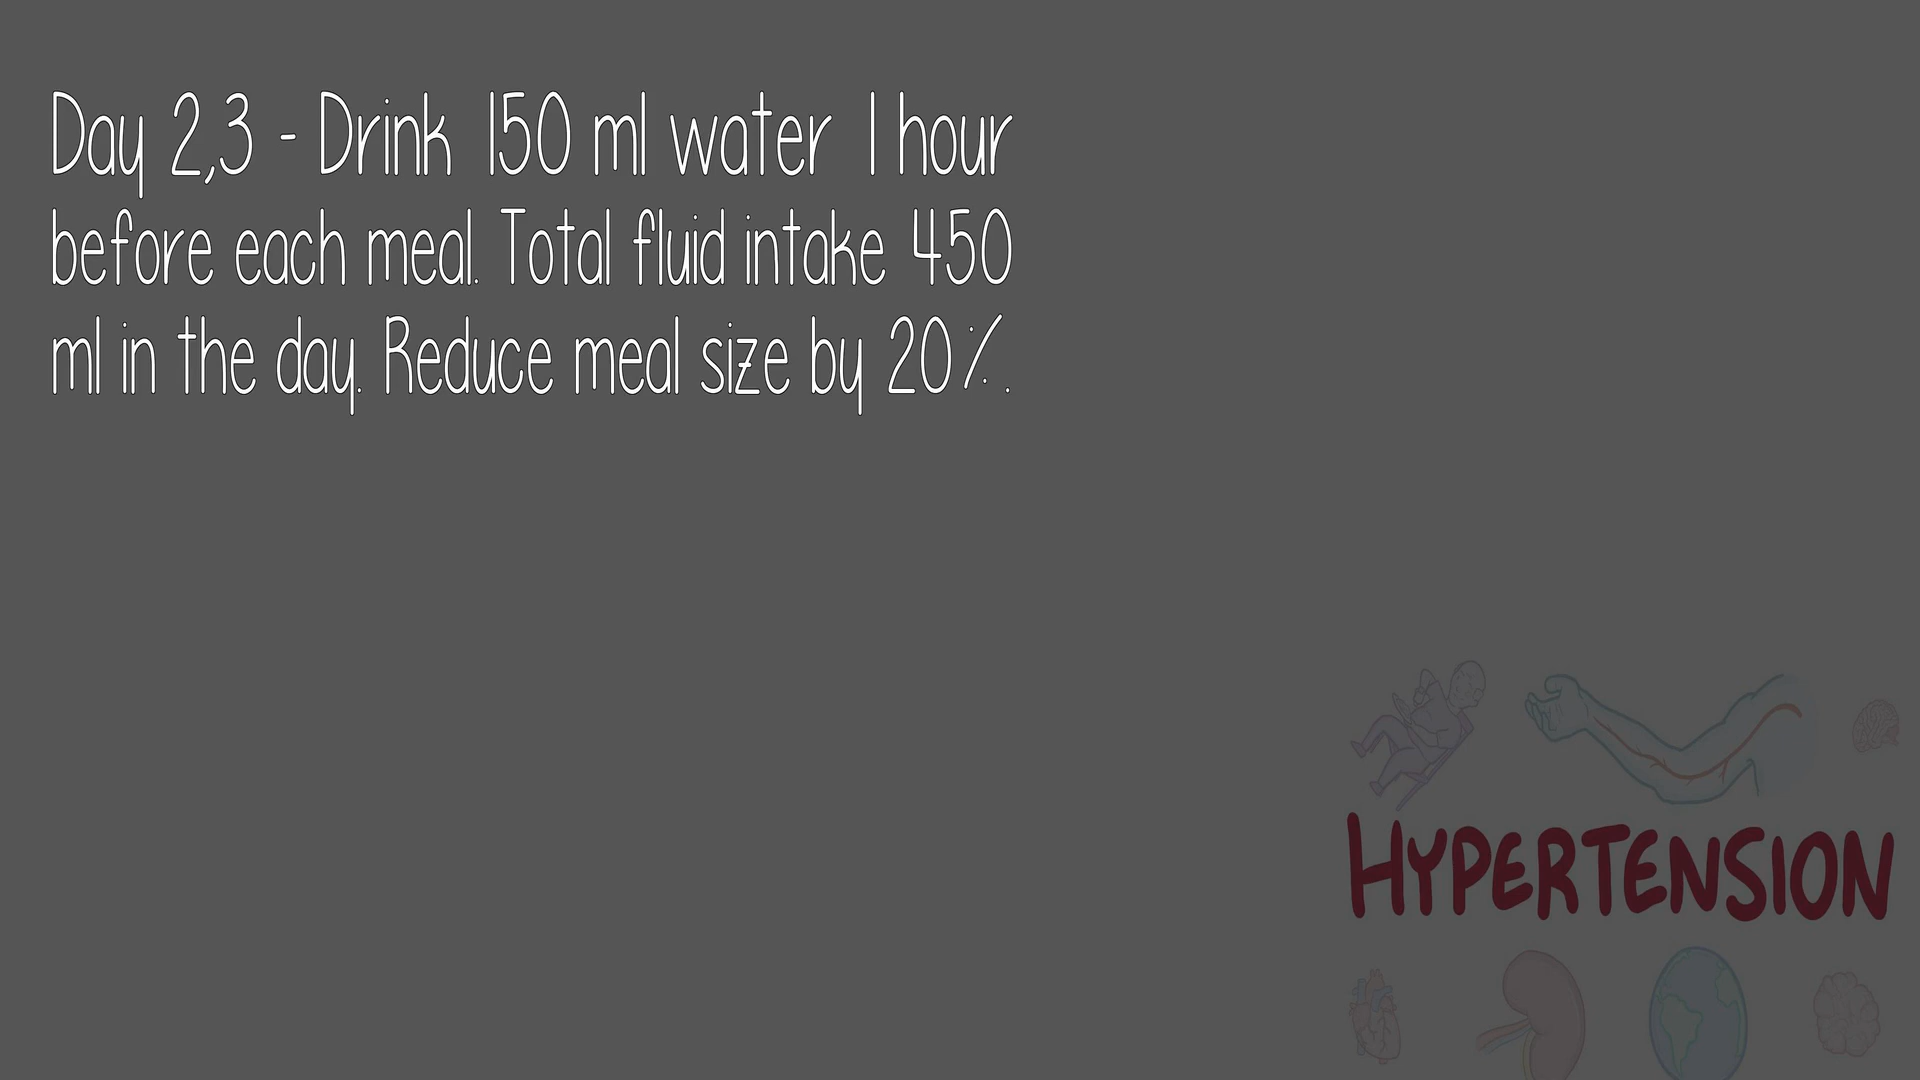 Day 2,3 - Drink 150 ml water 1 hour
before each meal. Total fluid intake 450
ml in the day. Reduce meal size by 20%.
HYPERTENSION